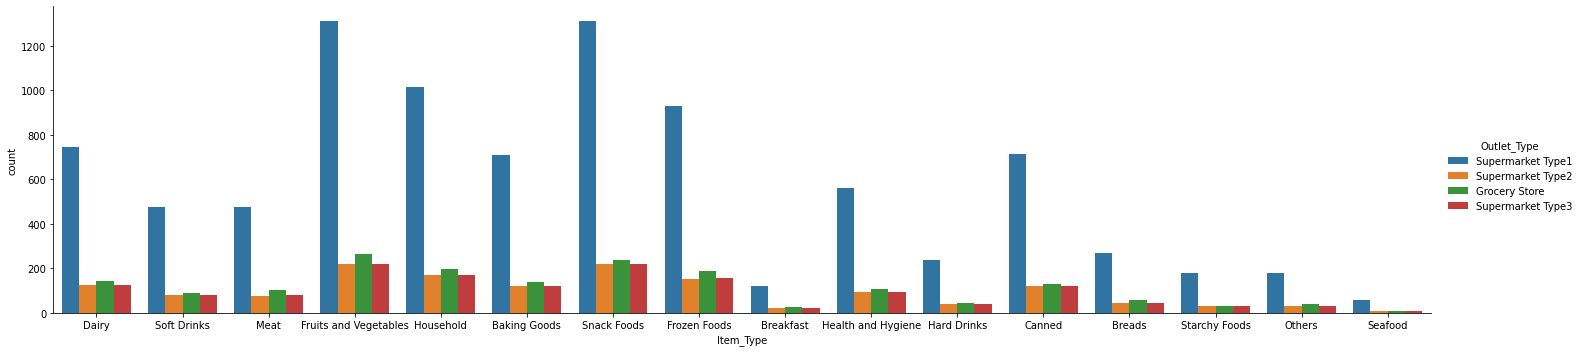 1200
1000
800
600
400
200
0
count
Dairy Soft Drinks Meat Fruits and Vegetables Household Baking Goods Snack Foods Frozen Foods Breakfast Health and Hygiene Hard Drinks Canned Breads Starchy Foods Others Seafood
Item_Type
Outlet_Type
Supermarket Type1
Supermarket Type2
Grocery Store
Supermarket Type3